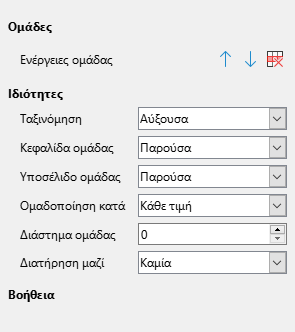 Ομάδες
Ενέργειες ομάδας
Ιδιότητες
Ταξινόμηση Αύξουσα
Κεφαλίδα ομάδας Παρούσα
Υποσέλιδο ομάδας Παρούσα
Ομαδοποίηση κατά Κάθε τιμή
Διάστημα ομάδας 0
Διατήρηση μαζί Καμία
Βοήθεια